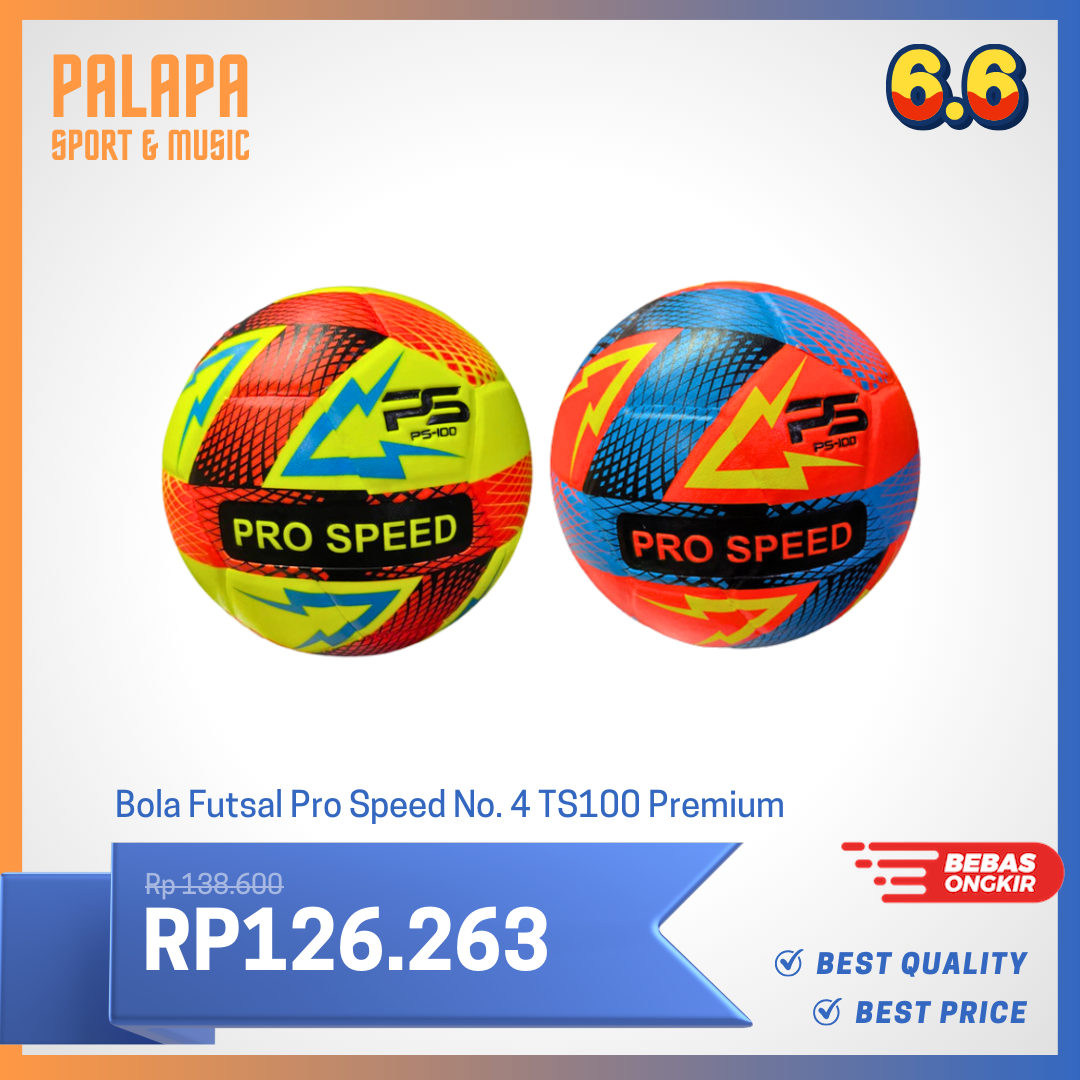 PALAPA
SPORT & MUSIC
6.6
PS
PS-100
PRO SPEED
PS
PS-100
PRO SPEED
Bola Futsal Pro Speed No. 4 TS100 Premium
Rp 138.600
RP126.263
BEBAS
ONGKIR
BEST QUALITY
BEST PRICE